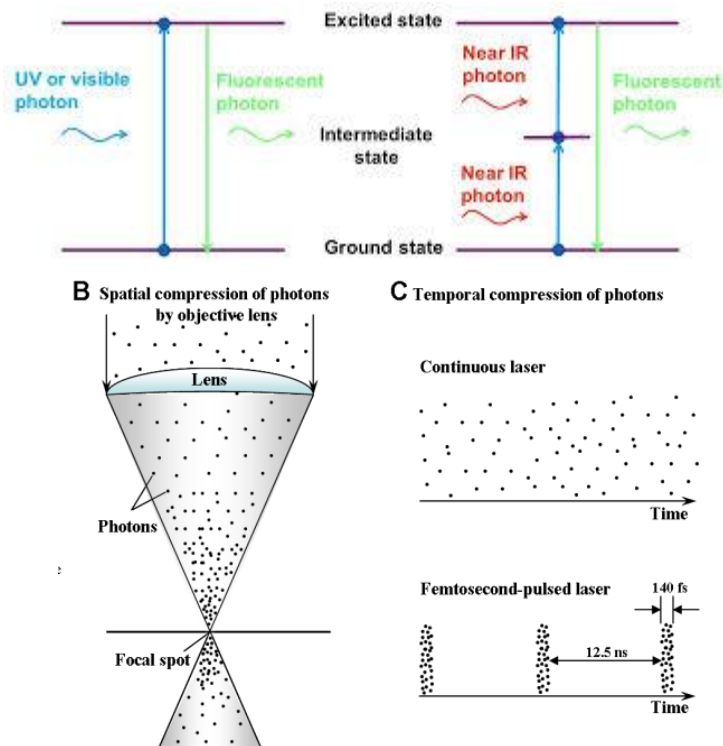 Excited state
UV or visible
photon
Fluorescent
photon
Intermediate
state
Near IR
photon
Near IR
photon
Fluorescent
photon
Ground state
B Spatial compression of photons
by objective lens
Lens
Photons
Focal spot
C Temporal compression of photons
Continuous laser
Time
Femtosecond-pulsed laser
140 fs
12.5 ns
Time